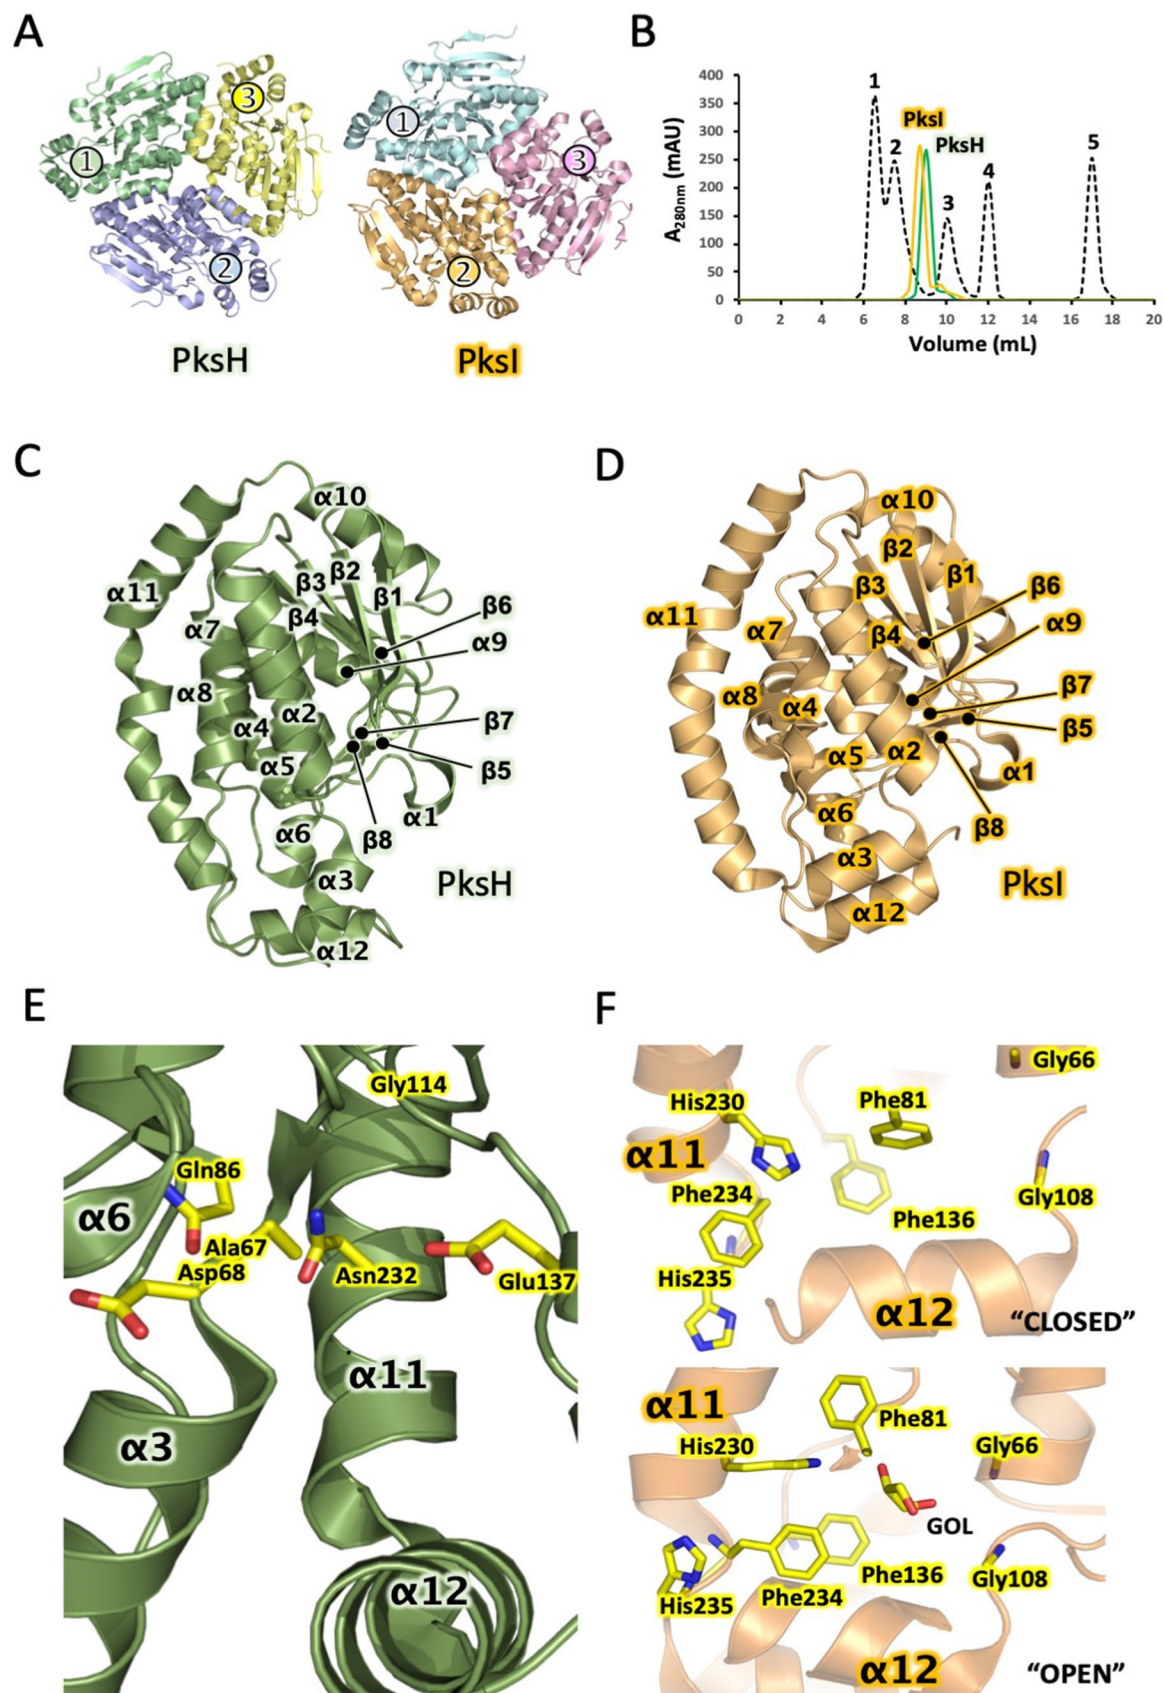 A
1
3
2
PksH
1
3
2
PksI
B
400
350
300
250
200
150
100
50
0
A280nm (mAU)
1
2
PksI
PksH
3
4
5
0 2 4 6 8 10 12 14 16 18 20
Volume (mL)
C
α10
β3
β2
β1
α11
β4
α7
β6
α9
α8
α4
α2
β7
α5
β5
α6
α1
β8
α3
α12
PksH
D
α10
β2
β3
β1
β6
α11
α7
β4
α9
α8
α4
β7
α5
α2
β5
α1
α6
β8
α3
α12
PksI
E
Gly114
Gln86
α6
Ala67
Asp68
Asn232
Glu137
α11
α3
α12
F
Gly66
His230
Phe81
α11
Phe234
Gly108
Phe136
His235
α12
“CLOSED”
α11
Phe81
His230
Gly66
GOL
Phe136
Gly108
Phe234
His235
α12
“OPEN”